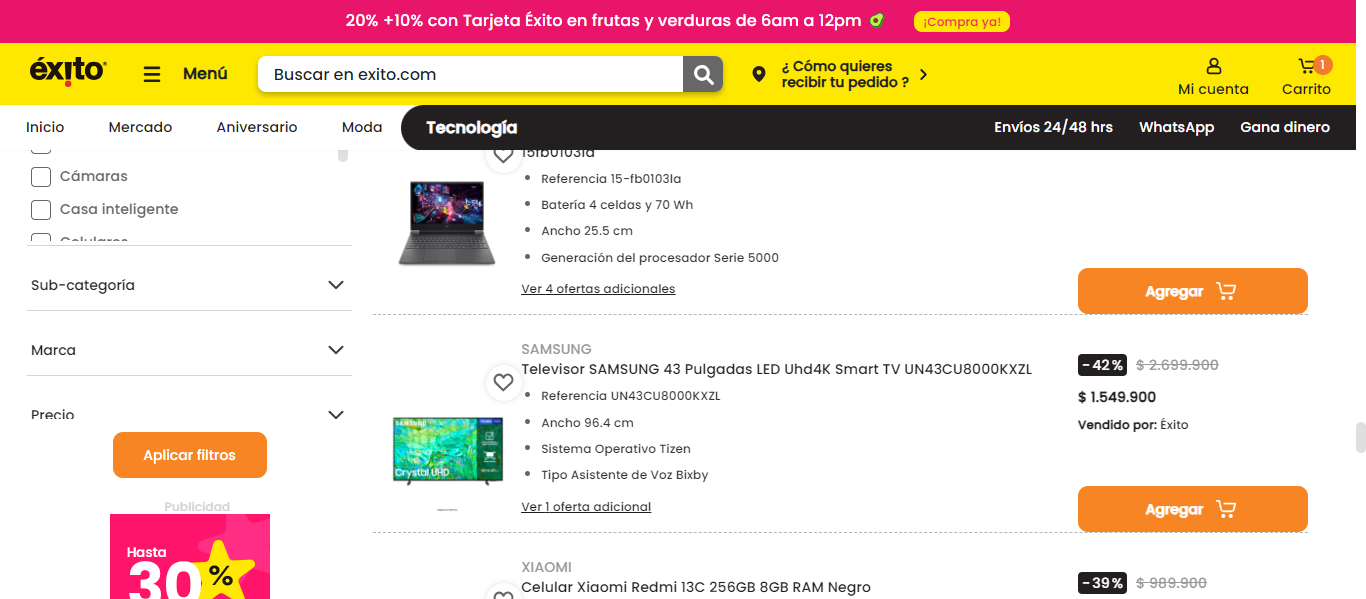 20% +10% con Tarjeta Éxito en frutas y verduras de 6am a 12pm
¡Compra ya!
éxito
Menú
Buscar en exito.com
¿ Cómo quieres
recibir tu pedido ?
Mi cuenta
1
Carrito
Inicio
Mercado
Aniversario
Moda
Tecnología
Envíos 24/48 hrs
WhatsApp
Gana dinero
Cámaras
Casa inteligente
Celulares
Sub-categoría
Marca
Precio
Aplicar filtros
Publicidad
Hasta
30%
15fb0103la
Referencia 15-fb0103la
Batería 4 celdas y 70 Wh
Ancho 25.5 cm
Generación del procesador Serie 5000
Ver 4 ofertas adicionales
Agregar
SAMSUNG
Televisor SAMSUNG 43 Pulgadas LED Uhd4K Smart TV UN43CU8000KXZL
Referencia UN43CU8000KXZL
Ancho 96.4 cm
Sistema Operativo Tizen
Tipo Asistente de Voz Bixby
Ver 1 oferta adicional
SAMSUNG
Crystal UHD
-42%
$ 2.699.900
$ 1.549.900
Vendido por: Éxito
Agregar
XIAOMI
Celular Xiaomi Redmi 13C 256GB 8GB RAM Negro
-39%
$ 989.900